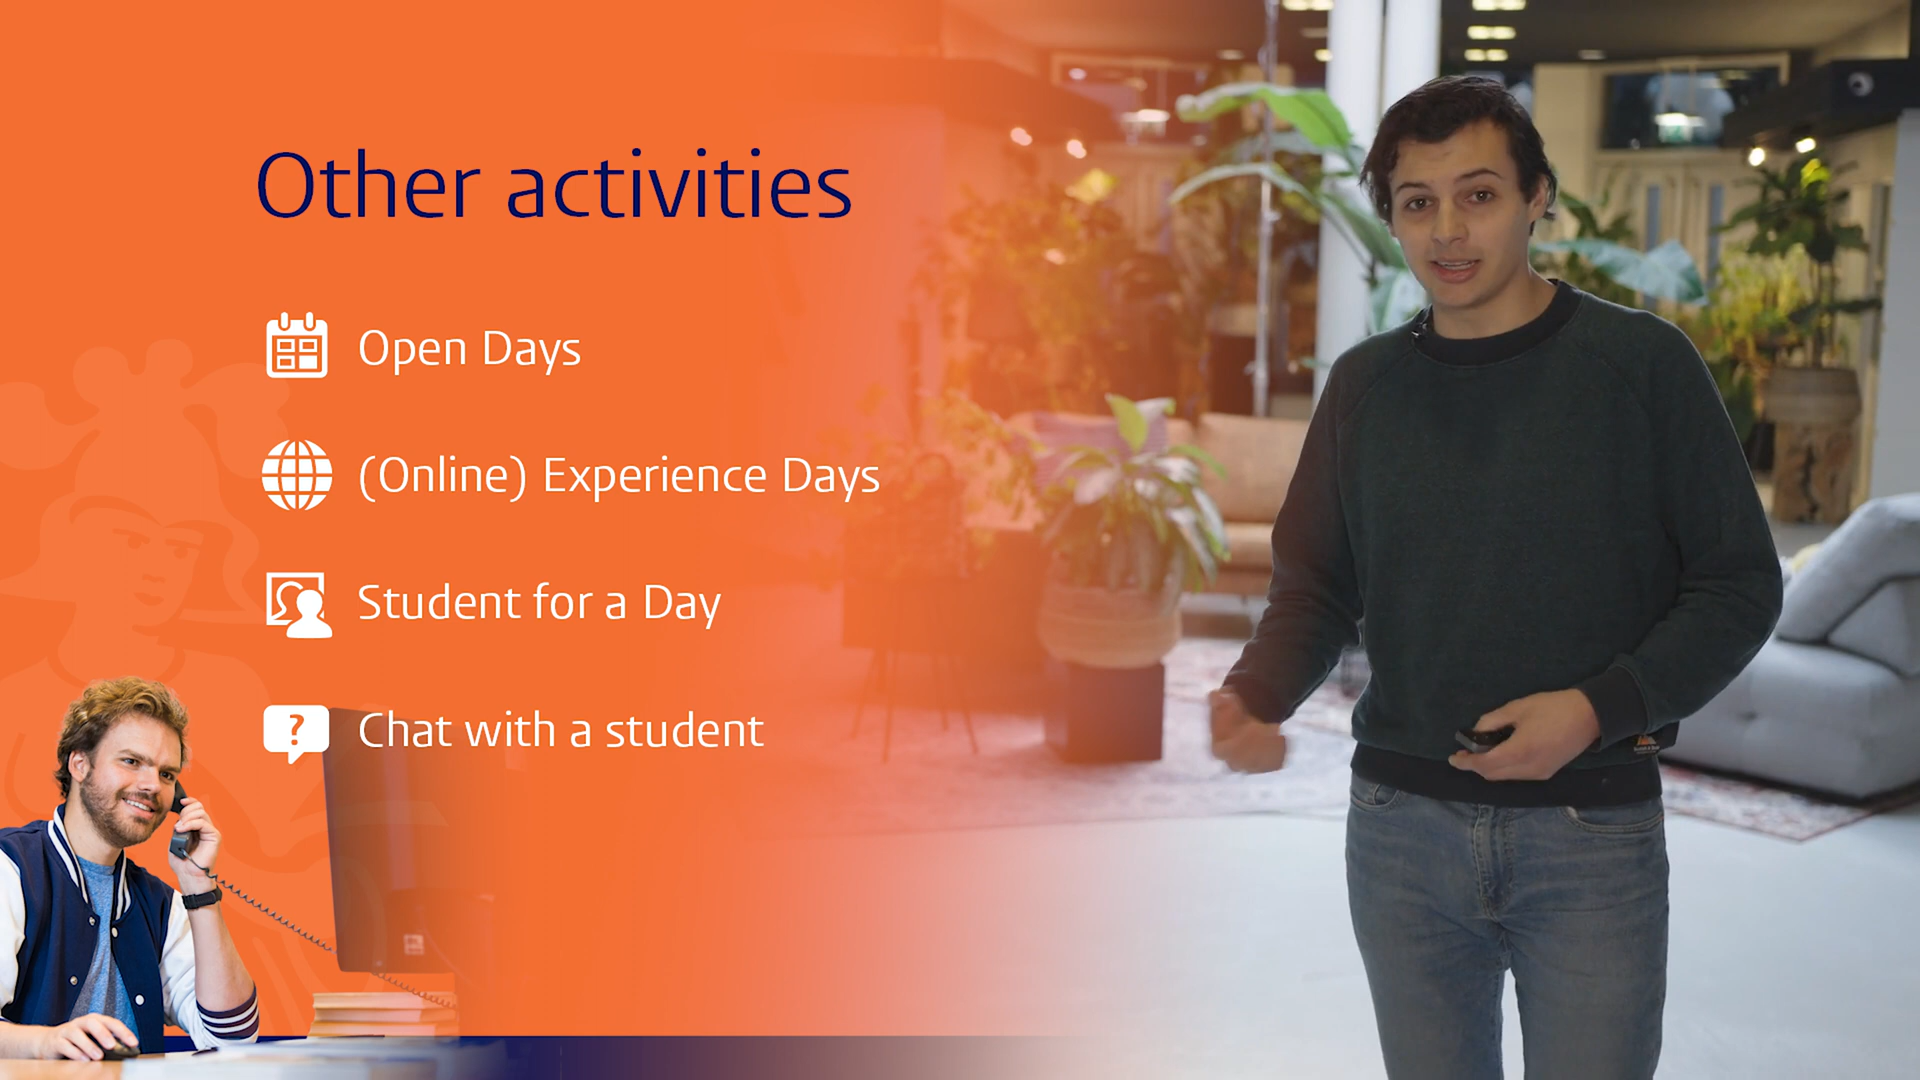 Other activities
Open Days
(Online) Experience Days
Student for a Day
?
Chat with a student